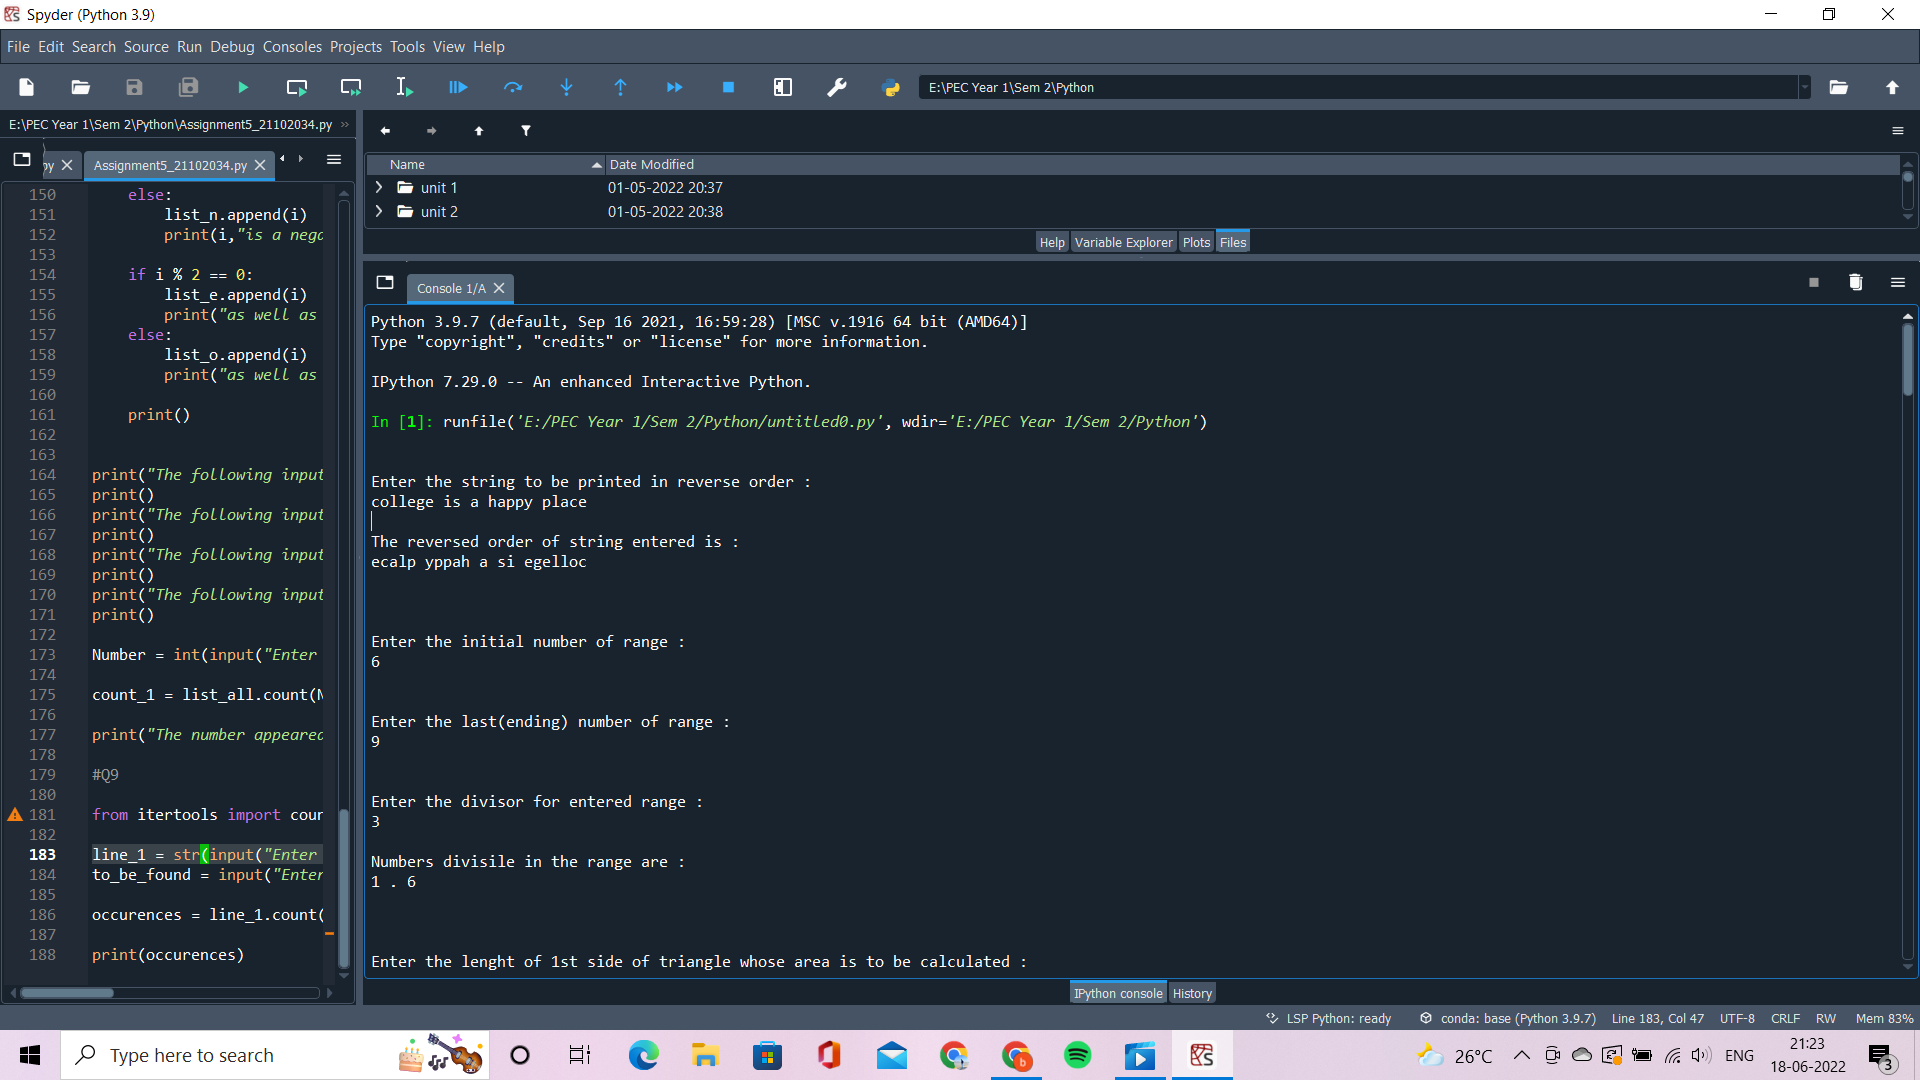 Spyder (Python 3.9)
File Edit Search Source Run Debug Consoles Projects Tools View Help
E:\PEC Year 1\Sem 2\Python
E:\PEC Year 1\Sem 2\Python\Assignment5_21102034.py
py Assignment5_21102034.py
150 else:
151 list_n.append(i)
152 print(i,"is a nega
153
154 if i % 2 == 0:
155 list_e.append(i)
156 print("as well as
157 else:
158 list_o.append(i)
159 print("as well as
160
161 print()
162
163
164 print("The following input
165 print()
166 print("The following input
167 print()
168 print("The following input
169 print()
170 print("The following input
171 print()
172
173 Number = int(input("Enter
174
175 count_1 = list_all.count(N
176
177 print("The number appeared
178
179 #Q9
180
181 from itertools import coun
182
183 line_1 = str(input("Enter
184 to_be_found = input("Enter
185
186 occurences = line_1.count(
187
188 print(occurences)
Name Date Modified
unit 1 01-05-2022 20:37
unit 2 01-05-2022 20:38
Help Variable Explorer Plots Files
Console 1/A
Python 3.9.7 (default, Sep 16 2021, 16:59:28) [MSC v.1916 64 bit (AMD64)]
Type "copyright", "credits" or "license" for more information.
IPython 7.29.0 -- An enhanced Interactive Python.
In [1]: runfile('E:/PEC Year 1/Sem 2/Python/untitled0.py', wdir='E:/PEC Year 1/Sem 2/Python')
Enter the string to be printed in reverse order :
college is a happy place
The reversed order of string entered is :
ecalp yppah a si egelloc
Enter the initial number of range :
6
Enter the last(ending) number of range :
9
Enter the divisor for entered range :
3
Numbers divisile in the range are :
1 . 6
Enter the lenght of 1st side of triangle whose area is to be calculated :
IPython console History
LSP Python: ready conda: base (Python 3.9.7) Line 183, Col 47 UTF-8 CRLF RW Mem 83%
Type here to search
26°C ENG
21:23
18-06-2022
3